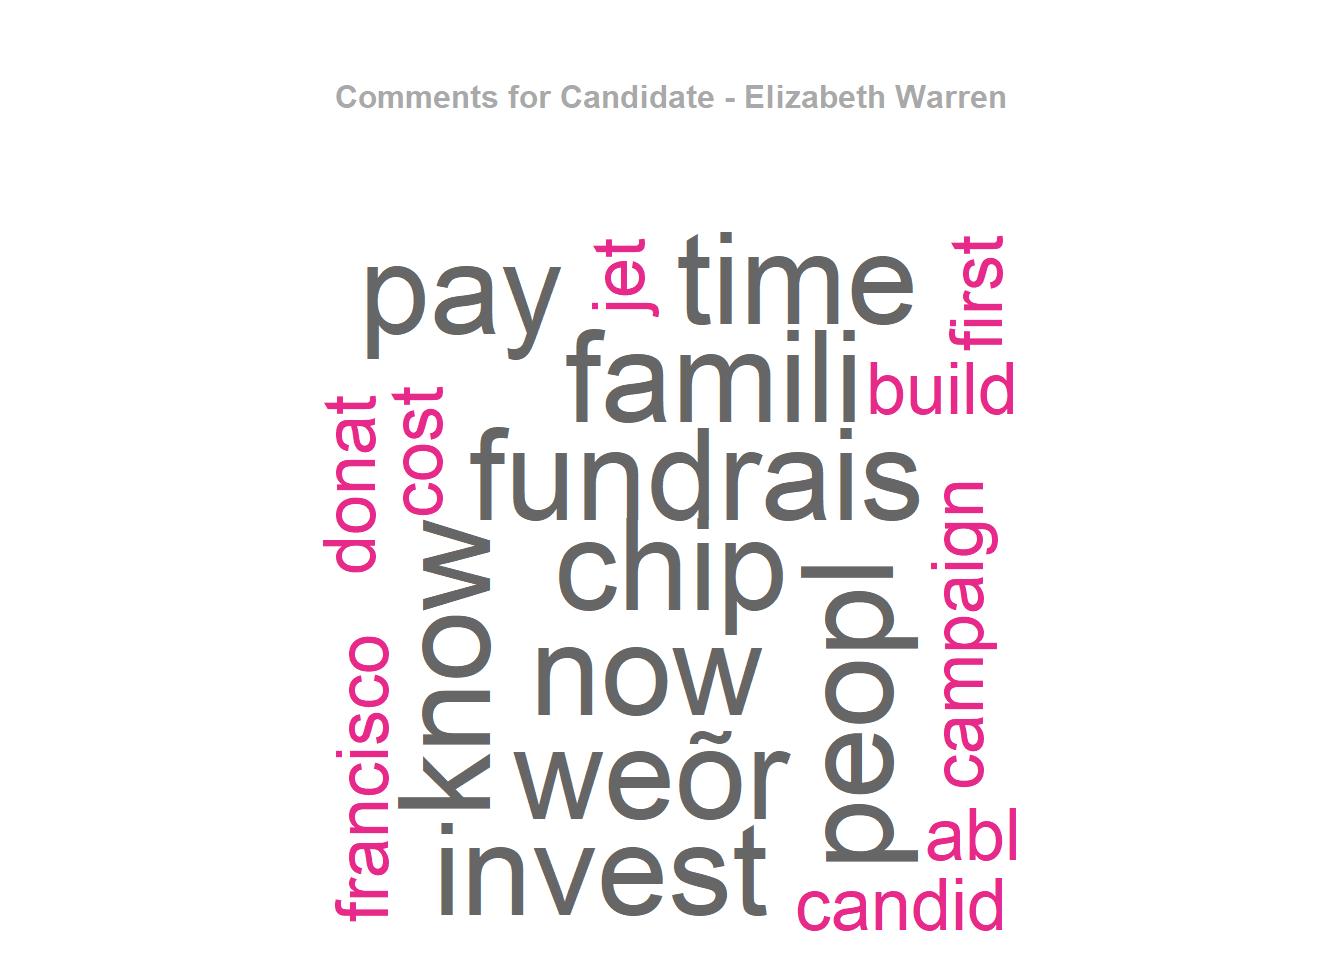 Comments for Candidate - Elizabeth Warren
pay
jet
time
first
famili
build
donat
cost
fundrais
know
chip
peopl
campaign
now
francisco
weõr
invest
abl
candid